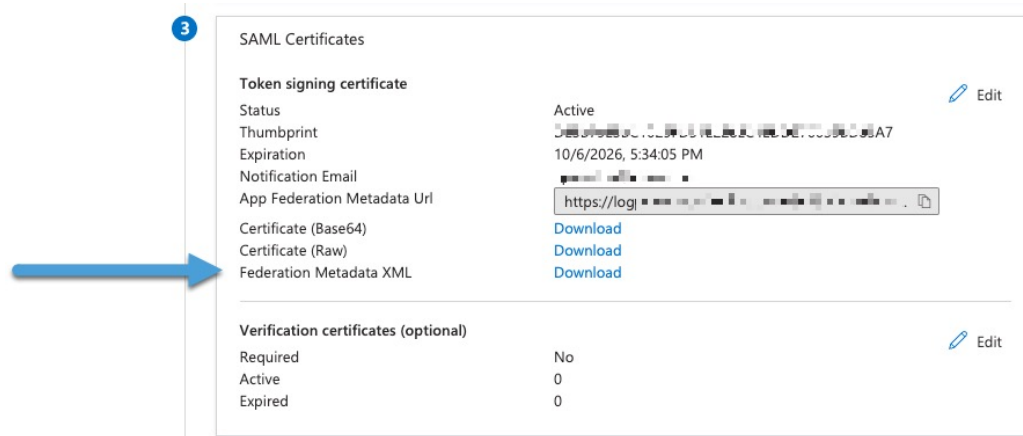 3
SAML Certificates
Token signing certificate
Edit
Status Active
Thumbprint
Expiration 10/6/2026, 5:34:05 PM
Notification Email
App Federation Metadata Url https://log
Certificate (Base64) Download
Certificate (Raw) Download
Federation Metadata XML Download
Verification certificates (optional)
Edit
Required No
Active 0
Expired 0